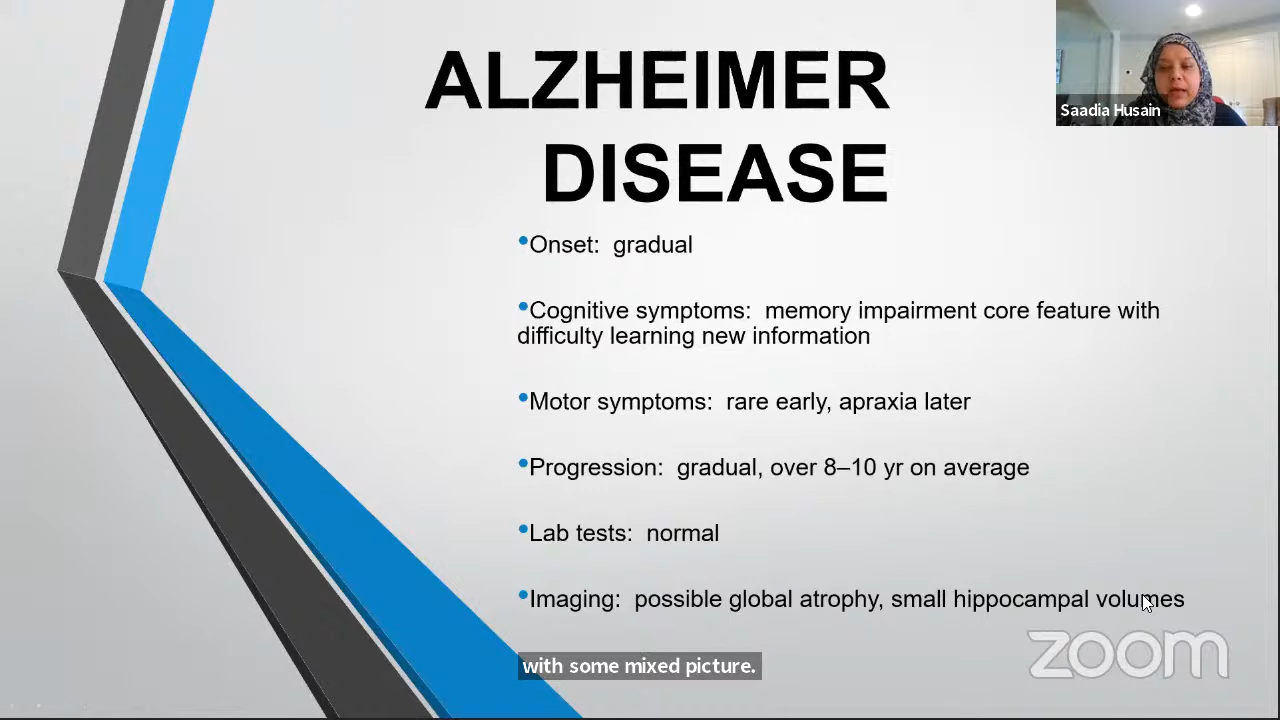 ALZHEIMER
DISEASE
Saadia Husain
•Onset:  gradual
•Cognitive symptoms:  memory impairment core feature with
difficulty learning new information
•Motor symptoms:  rare early, apraxia later
•Progression:  gradual, over 8–10 yr on average
•Lab tests:  normal
•Imaging:  possible global atrophy, small hippocampal volumes
zoom
with some mixed picture.